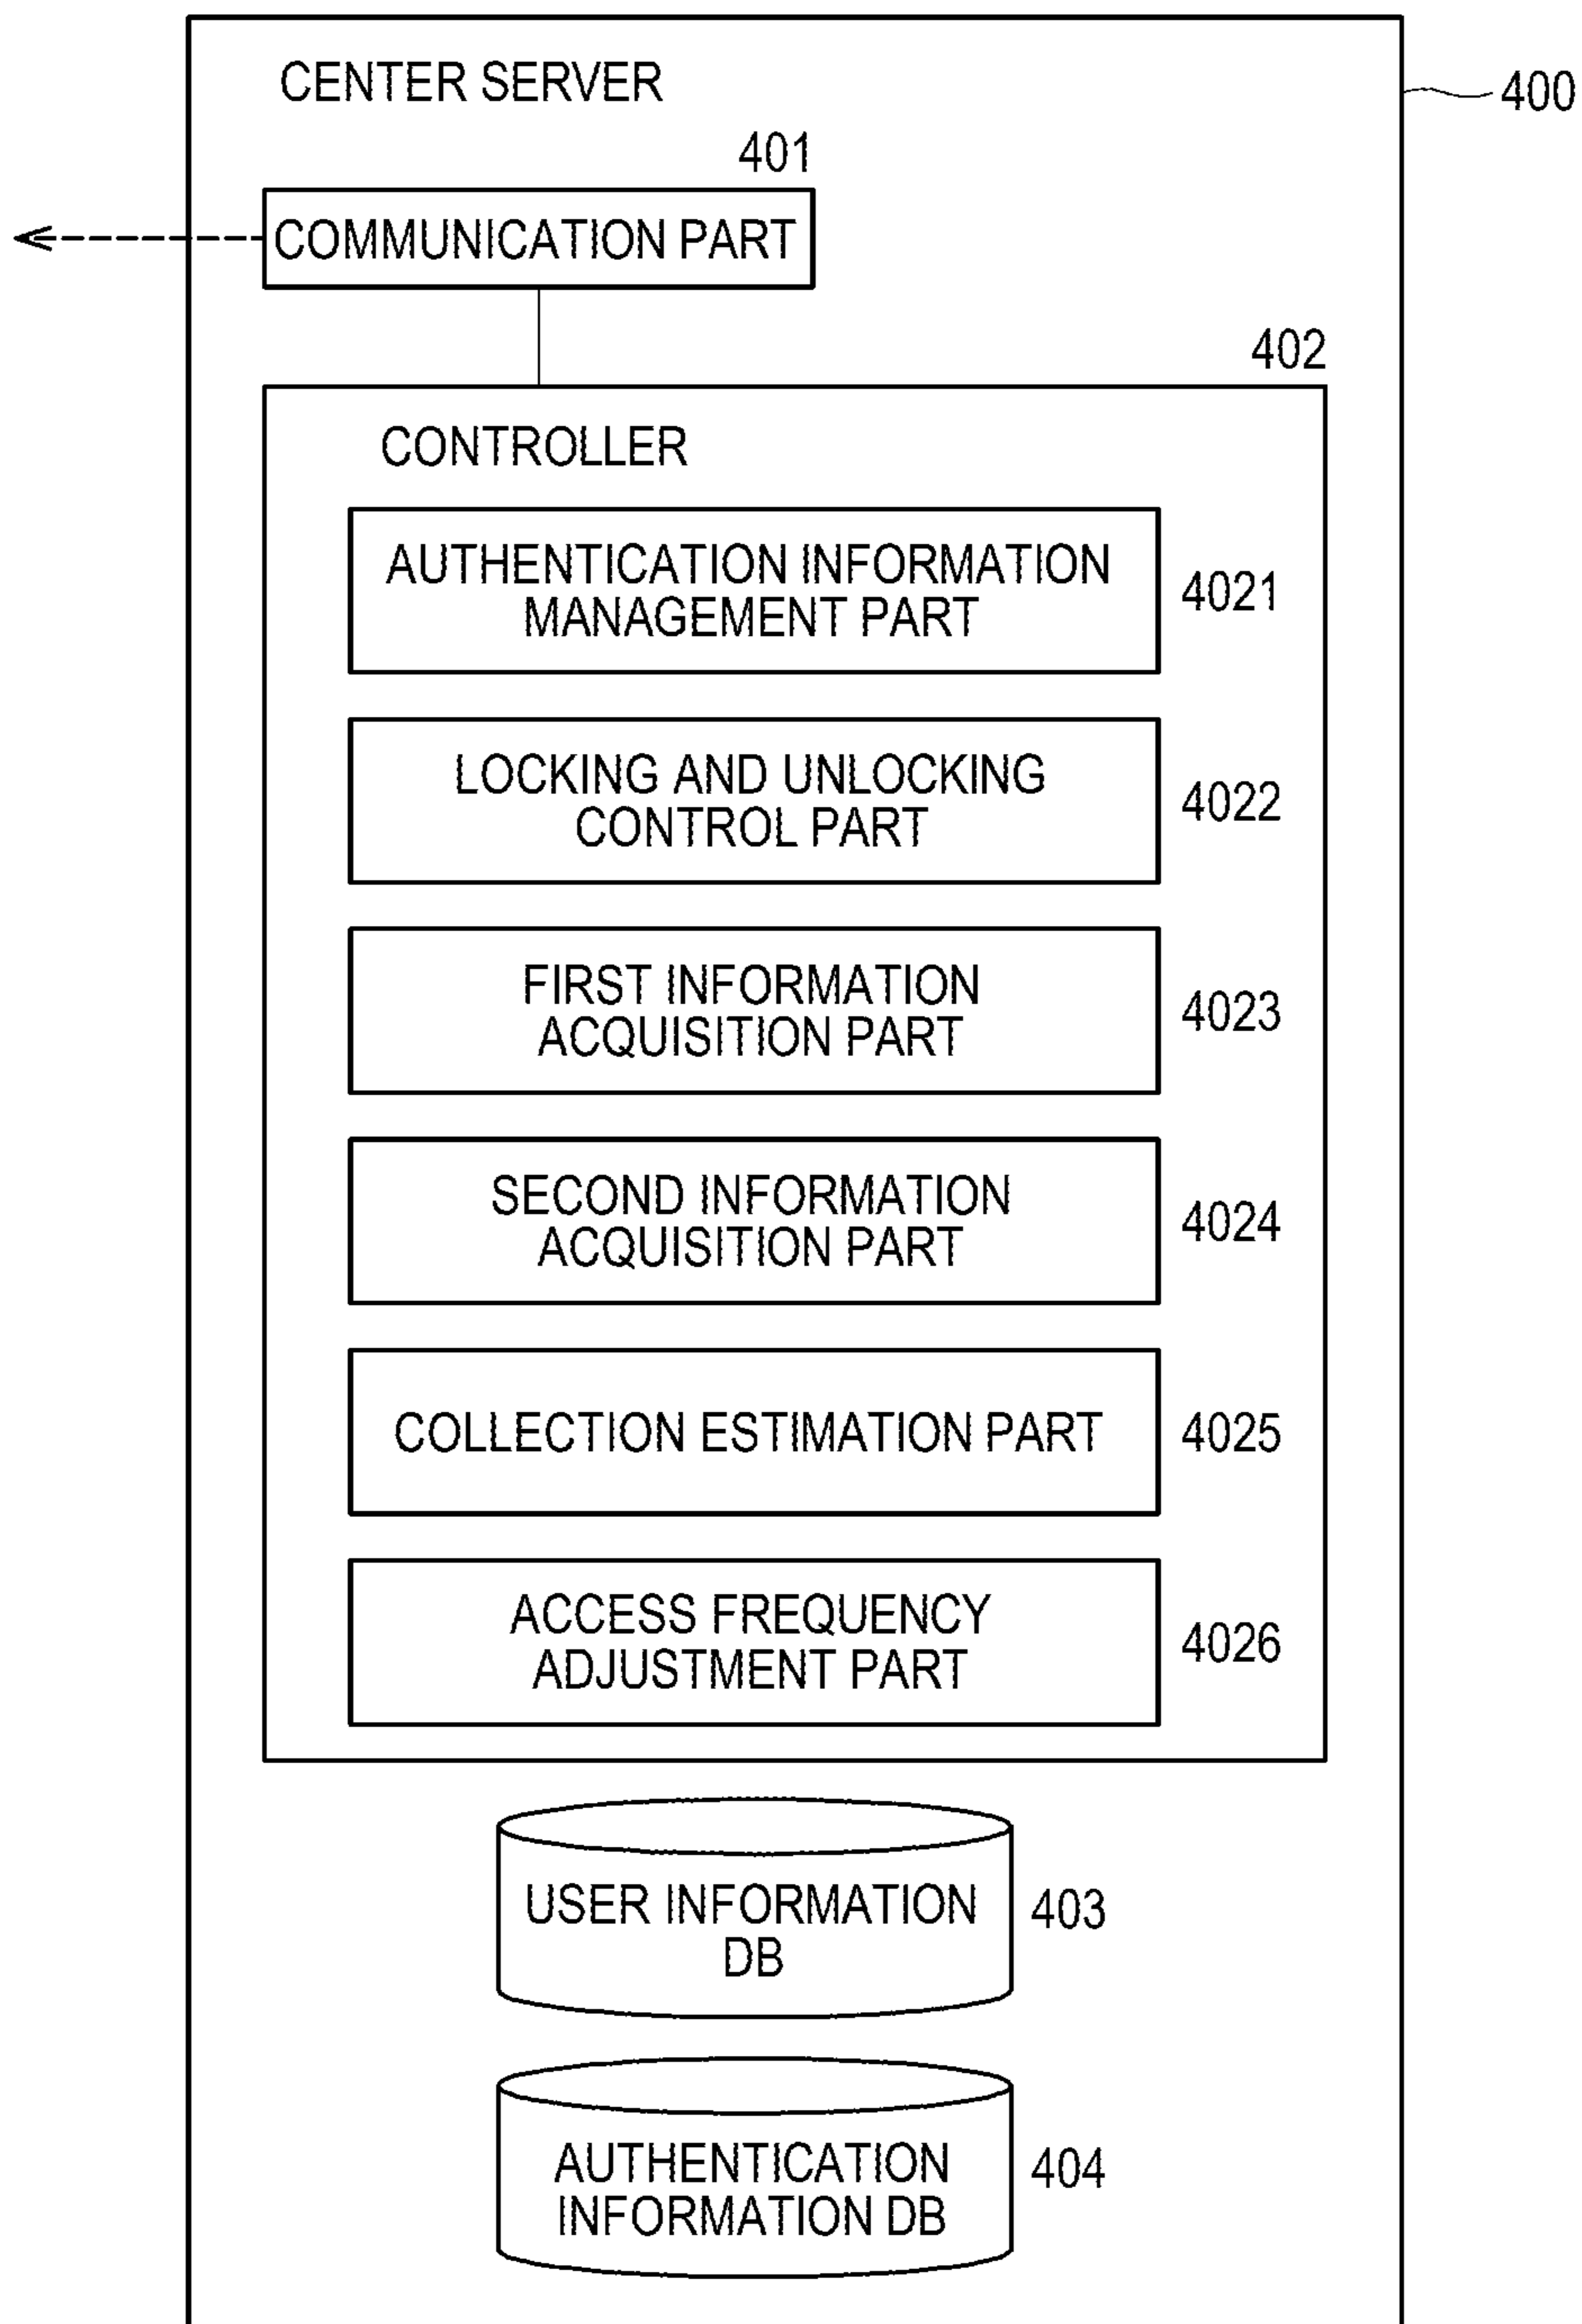 CENTER SERVER
400
401
COMMUNICATION PART
402
CONTROLLER
AUTHENTICATION INFORMATION
MANAGEMENT PART
4021
LOCKING AND UNLOCKING
CONTROL PART
4022
FIRST INFORMATION
ACQUISITION PART
4023
SECOND INFORMATION
ACQUISITION PART
4024
COLLECTION ESTIMATION PART
4025
ACCESS FREQUENCY
ADJUSTMENT PART
4026
USER INFORMATION
DB
403
AUTHENTICATION
INFORMATION DB
404